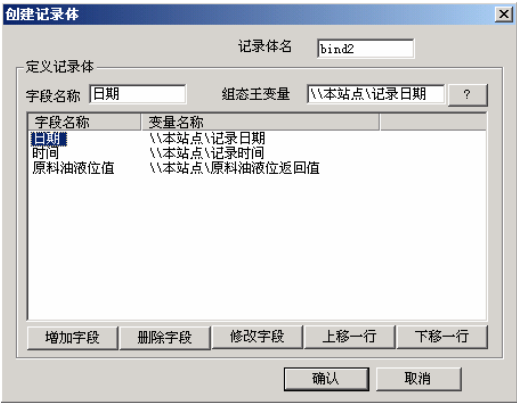 创建记录体
记录体名 bind2
定义记录体
字段名称 日期 组态王变量 \\本站点\记录日期 ?
字段名称 变量名称
日期 \\本站点\记录日期
时间 \\本站点\记录时间
原料油液位值 \\本站点\原料油液位返回值
增加字段 删除字段 修改字段 上移一行 下移一行
确认 取消